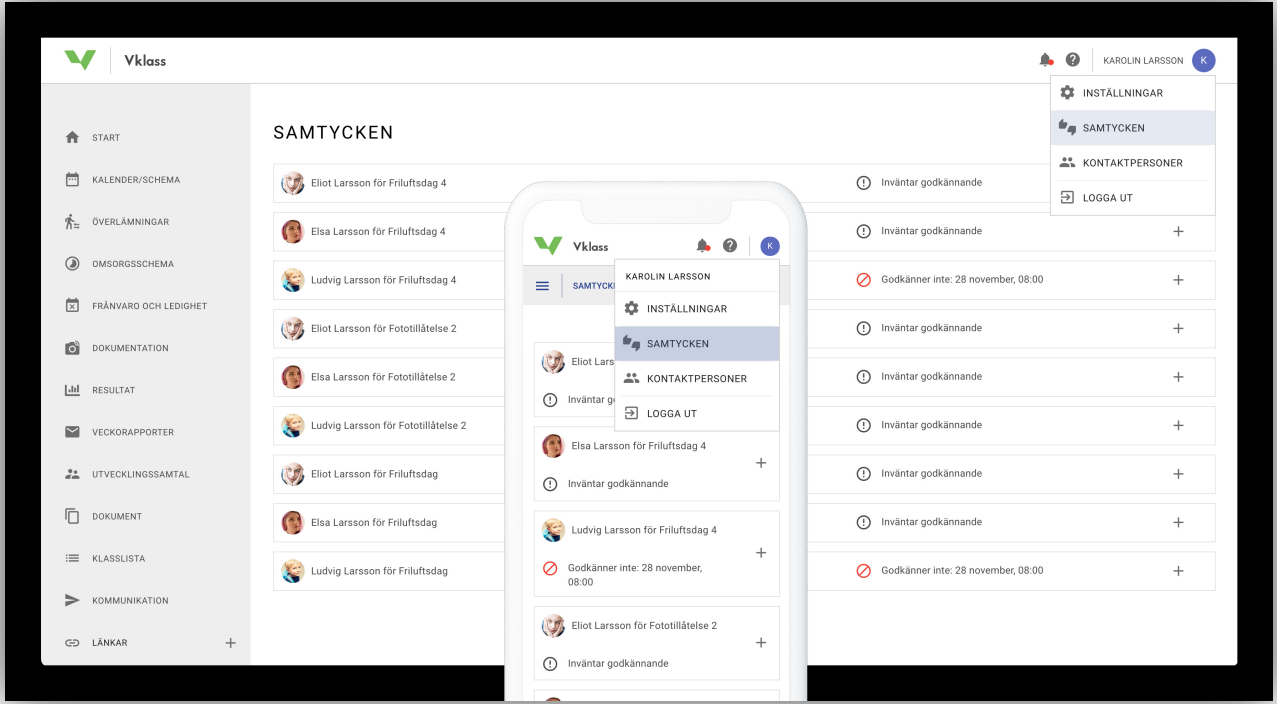 Vklass
KAROLIN LARSSON
K
INSTÄLLNINGAR
SAMTYCKEN
KONTAKTPERSONER
LOGGA UT
START
KALENDER/SCHEMA
ÖVERLÄMNINGAR
OMSORGSSCHEMA
FRÅNVARO OCH LEDIGHET
DOKUMENTATION
RESULTAT
VECKORAPPORTER
UTVECKLINGSSAMTAL
DOKUMENT
KLASSLISTA
KOMMUNIKATION
LÄNKAR
SAMTYCKEN
Eliot Larsson för Friluftsdag 4
Inväntar godkännande
Elsa Larsson för Friluftsdag 4
Inväntar godkännande
Ludvig Larsson för Friluftsdag 4
Godkänner inte: 28 november, 08:00
Eliot Larsson för Fototillåtelse 2
Inväntar godkännande
Elsa Larsson för Fototillåtelse 2
Inväntar godkännande
Ludvig Larsson för Fototillåtelse 2
Inväntar godkännande
Eliot Larsson för Friluftsdag
Inväntar godkännande
Elsa Larsson för Friluftsdag
Inväntar godkännande
Ludvig Larsson för Friluftsdag
Godkänner inte: 28 november, 08:00
Vklass
K
SAMTYCK
KAROLIN LARSSON
INSTÄLLNINGAR
SAMTYCKEN
KONTAKTPERSONER
LOGGA UT
Eliot Lars
Inväntar g
Elsa Larsson för Friluftsdag 4
Inväntar godkännande
Ludvig Larsson för Friluftsdag 4
Godkänner inte: 28 november,
08:00
Eliot Larsson för Fototillåtelse 2
Inväntar godkännande